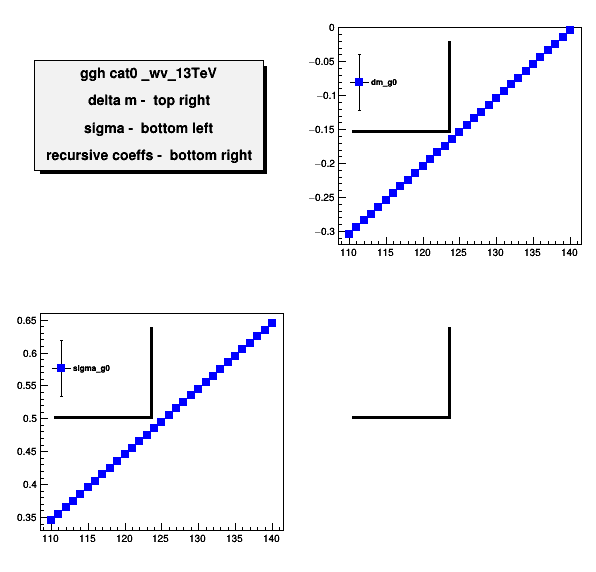 ggh cat0 _wv_13TeV
delta m - top right
sigma - bottom left
recursive coeffs - bottom right
0
−0.05
−0.1
−0.15
−0.2
−0.25
−0.3
dm_g0
110 115 120 125 130 135 140
0.65
0.6
0.55
0.5
0.45
0.4
0.35
sigma_g0
110 115 120 125 130 135 140